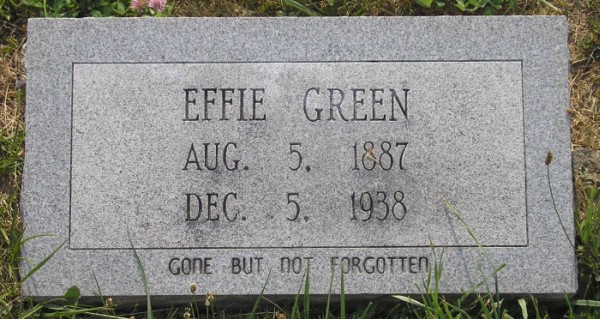 EFFIE GREEN
AUG. 5, 1887
DEC. 5, 1938
GONE BUT NOT FORGOTTEN